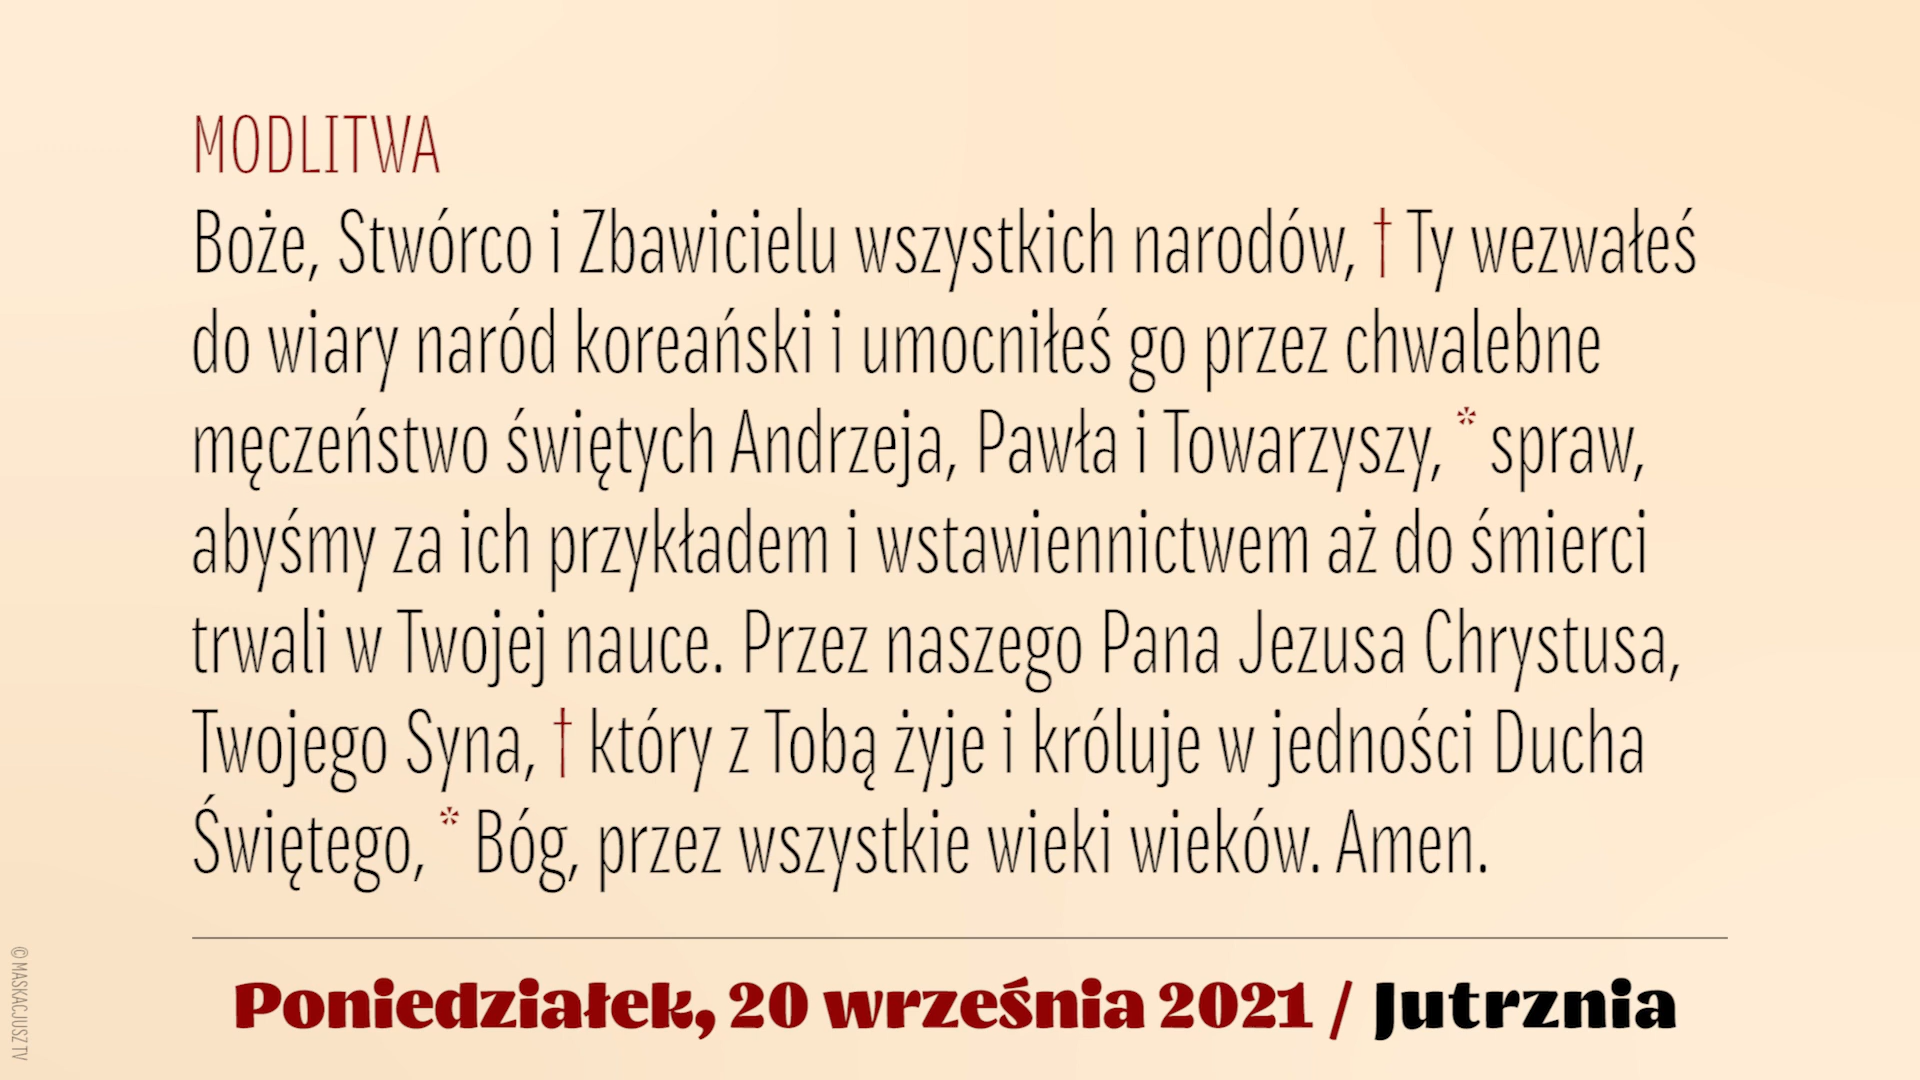 MODLITWA
Boże, Stwórco i Zbawicielu wszystkich narodów, † Ty wezwałeś
do wiary naród koreański i umocniłeś go przez chwalebne
męczeństwo świętych Andrzeja, Pawła i Towarzyszy, * spraw,
abyśmy za ich przykładem i wstawiennictwem aż do śmierci
trwali w Twojej nauce. Przez naszego Pana Jezusa Chrystusa,
Twojego Syna, † który z Tobą żyje i króluje w jedności Ducha
Świętego, * Bóg, przez wszystkie wieki wieków. Amen.
Poniedziałek, 20 września 2021 / Jutrznia
© MASKACJUSZ TV